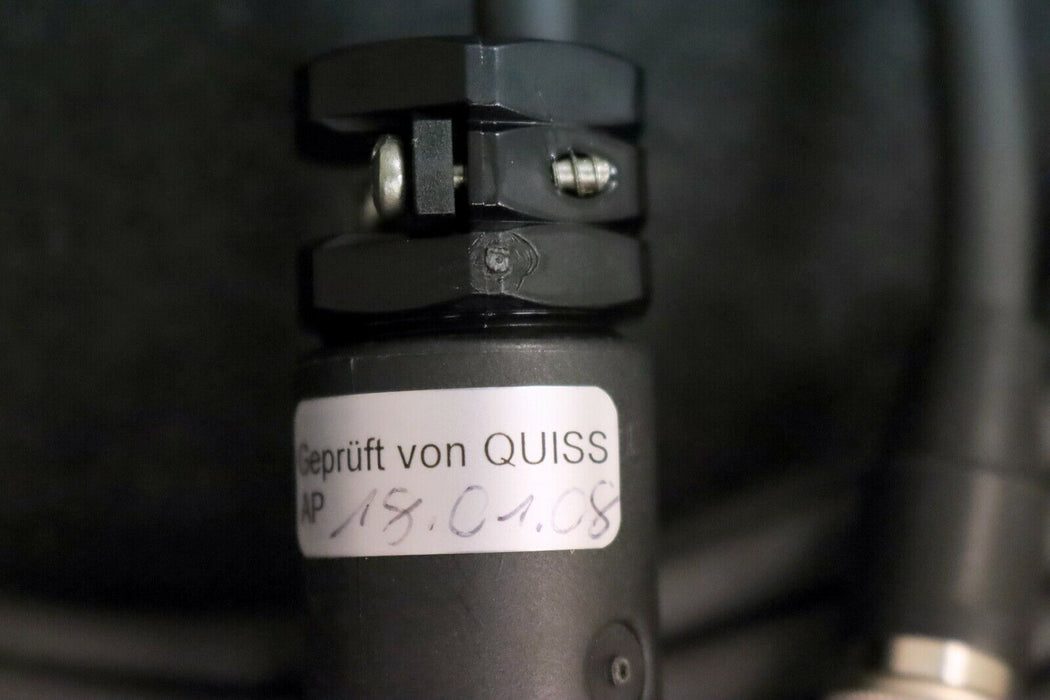 Geprüft von QUISS
AP 18.01.08